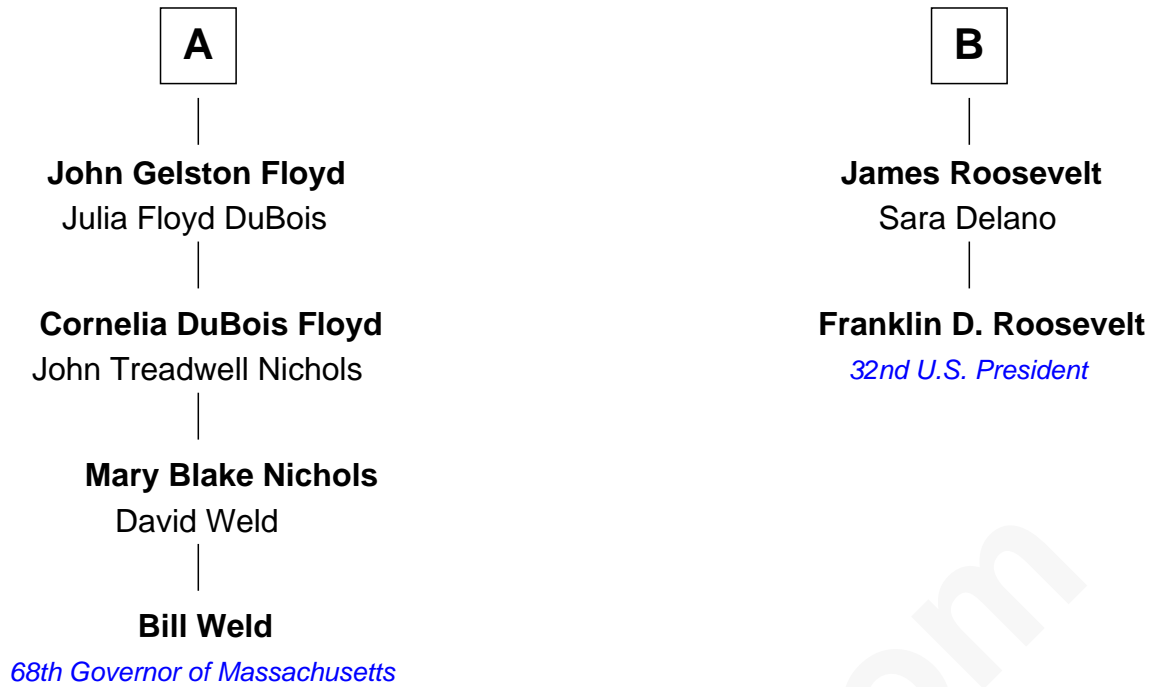 A
John Gelston Floyd
Julia Floyd DuBois
Cornelia DuBois Floyd
John Treadwell Nichols
Mary Blake Nichols
David Weld
Bill Weld
68th Governor of Massachusetts
B
James Roosevelt
Sara Delano
Franklin D. Roosevelt
32nd U.S. President
om